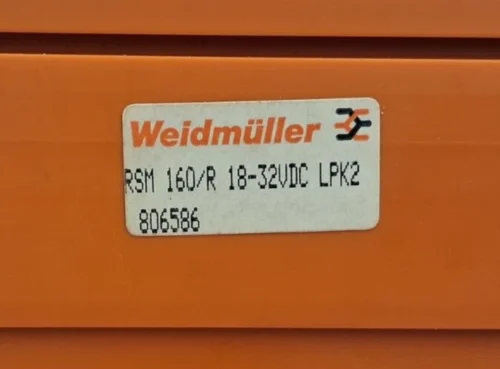 Weidmüller
RSM 160/R 18-32VDC LPK2
806586